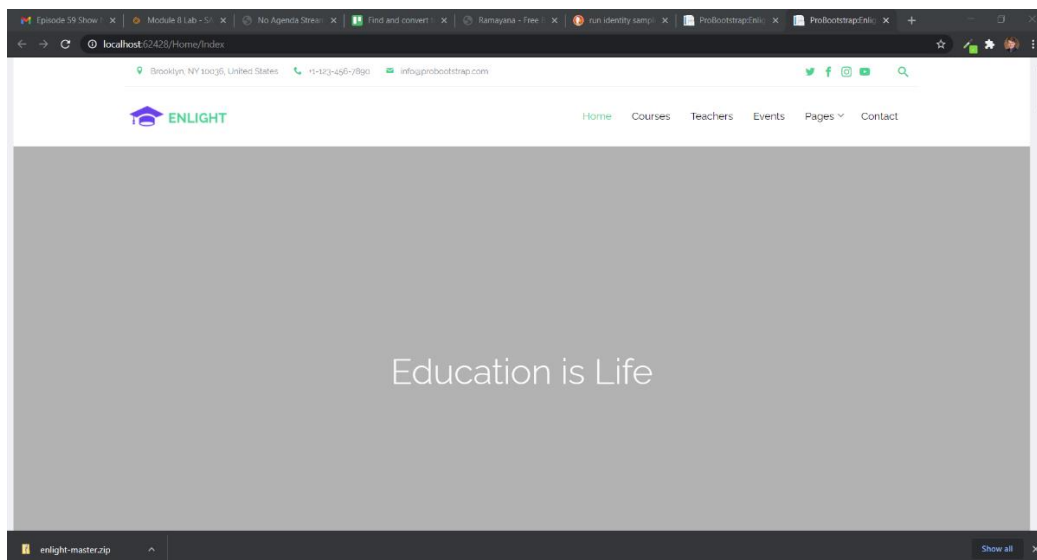 Episode 59 Show
Module 8 Lab - SA
No Agenda Stream
Find and convert
Ramayana - Free
run identity sampl
ProBootstrap:Enlig
ProBootstrap:Enlig
localhost:62428/Home/Index
Brooklyn, NY 10036, United States +1-123-456-7890 info@probootstrap.com
ENLIGHT
Home Courses Teachers Events Pages Contact
Education is Life
enlight-master.zip
Show all